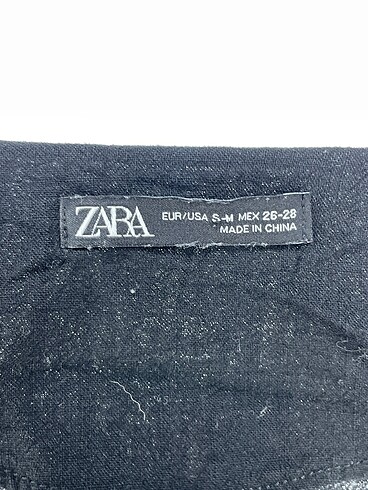 ZARA
EUR/USA S-M MEX 26-28
MADE IN CHINA